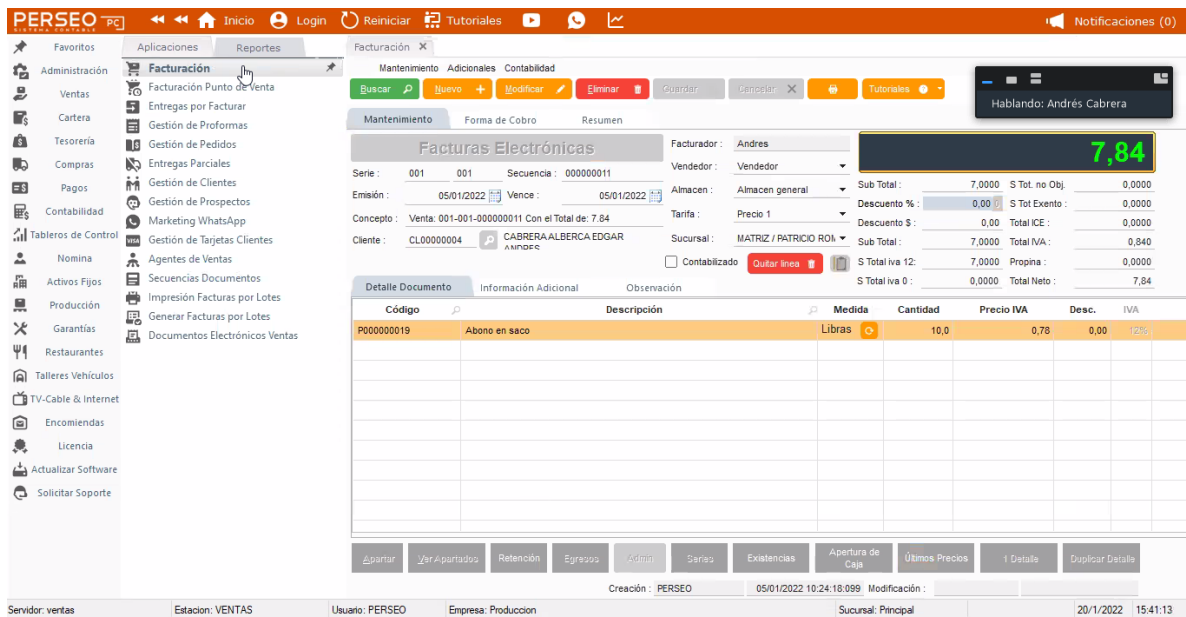 PERSEO PC
SISTEMA CONTABLE
Inicio
Login
Reiniciar
Tutoriales
Notificaciones (0)
Favoritos
Administración
Ventas
Cartera
Tesorería
Compras
Pagos
Contabilidad
Tableros de Control
Nomina
Activos Fijos
Producción
Garantías
Restaurantes
Talleres Vehículos
TV-Cable & Internet
Encomiendas
Licencia
Actualizar Software
Solicitar Soporte
Aplicaciones Reportes
Facturación
Facturación Punto de Venta
Entregas por Facturar
Gestión de Proformas
Gestión de Pedidos
Entregas Parciales
Gestión de Clientes
Gestión de Prospectos
Marketing WhatsApp
Gestión de Tarjetas Clientes
Agentes de Ventas
Secuencias Documentos
Impresión Facturas por Lotes
Generar Facturas por Lotes
Documentos Electrónicos Ventas
Facturación
Mantenimiento Adicionales Contabilidad
Buscar Nuevo Modificar Eliminar Guardar Cancelar Tutoriales
Hablando: Andrés Cabrera
Mantenimiento Forma de Cobro Resumen
Facturas Electrónicas
Serie : 001 001 Secuencia : 000000011
Emisión : 05/01/2022 Vence : 05/01/2022
Concepto : Venta: 001-001-000000011 Con el Total de: 7.84
Cliente : CL00000004 CABRERA ALBERCA EDGAR
ANDRES
Facturador : Andres
Vendedor : Vendedor
Almacen : Almacen general
Tarifa : Precio 1
Sucursal : MATRIZ / PATRICIO ROM
Contabilizado Quitar linea
7,84
Sub Total : 7,0000 S Tot. no Obj. 0,0000
Descuento % : 0,00 S Tot Exento : 0,0000
Descuento $ : 0,00 Total ICE : 0,0000
Sub Total : 7,0000 Total IVA : 0,840
S Total iva 12: 7,0000 Propina : 0,0000
S Total iva 0 : 0,0000 Total Neto : 7,84
Detalle Documento Información Adicional Observación
Código Descripción Medida Cantidad Precio IVA Desc. IVA
P000000019 Abono en saco Libras 10,0 0,78 0,00 12%
Apartar Ver Apartados Retención Egresos Admin Series Existencias Apertura de Caja Últimos Precios 1 Detalle Duplicar Detalle
Creación : PERSEO 05/01/2022 10:24:18:099 Modificación :
Servidor: ventas Estacion: VENTAS Usuario: PERSEO Empresa: Produccion Sucursal: Principal 20/1/2022 15:41:13